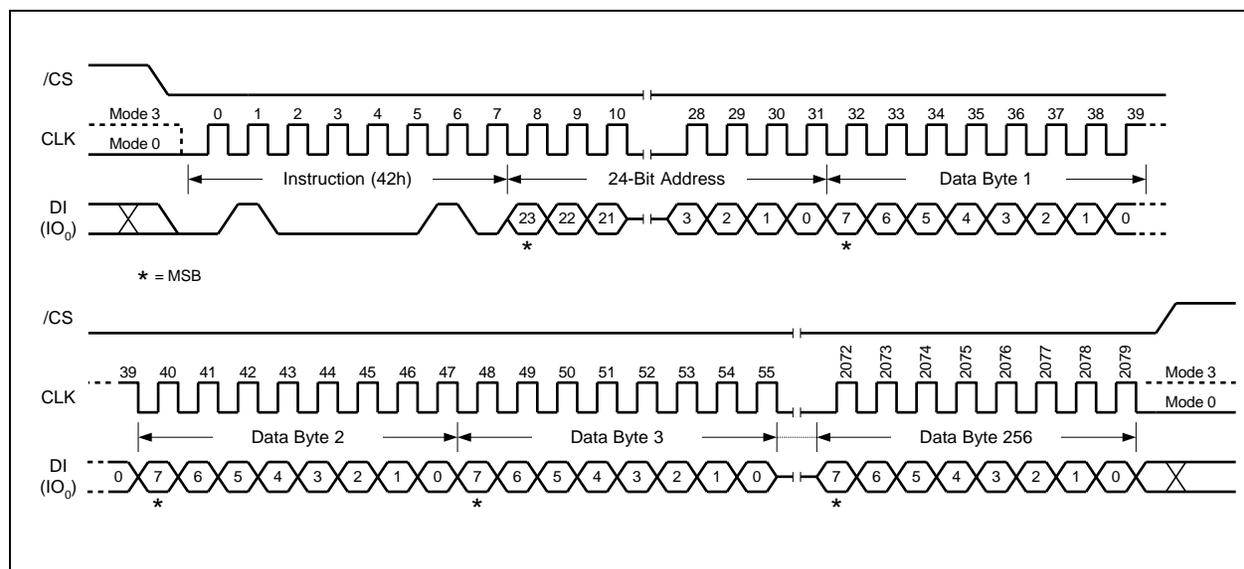 /CS
Mode 3 0 1 2 3 4 5 6 7 8 9 10 28 29 30 31 32 33 34 35 36 37 38 39
CLK
Mode 0
Instruction (42h) 24-Bit Address Data Byte 1
DI
(IO0) 23 22 21 3 2 1 0 7 6 5 4 3 2 1 0
* *
* = MSB
/CS
39 40 41 42 43 44 45 46 47 48 49 50 51 52 53 54 55 2072 2073 2074 2075 2076 2077 2078 2079 Mode 3
CLK
Mode 0
Data Byte 2 Data Byte 3 Data Byte 256
DI
(IO0) 0 7 6 5 4 3 2 1 0 7 6 5 4 3 2 1 0 7 6 5 4 3 2 1 0
* * *